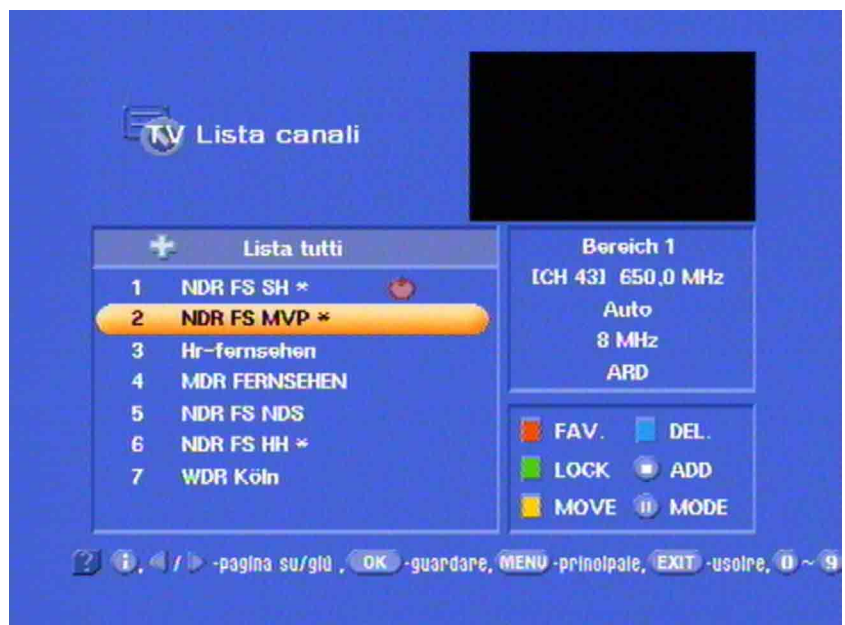 TV Lista canali
Lista tutti
1 NDR FS SH *
2 NDR FS MVP *
3 Hr-fernsehen
4 MDR FERNSEHEN
5 NDR FS NDS
6 NDR FS HH *
7 WDR Köln
Bereich 1
[CH 43] 650,0 MHz
Auto
8 MHz
ARD
FAV. DEL.
LOCK ADD
MOVE MODE
? i, / -pagina su/giù , OK -guardare, MENU -principale, EXIT -uscire, 0 ~ 9